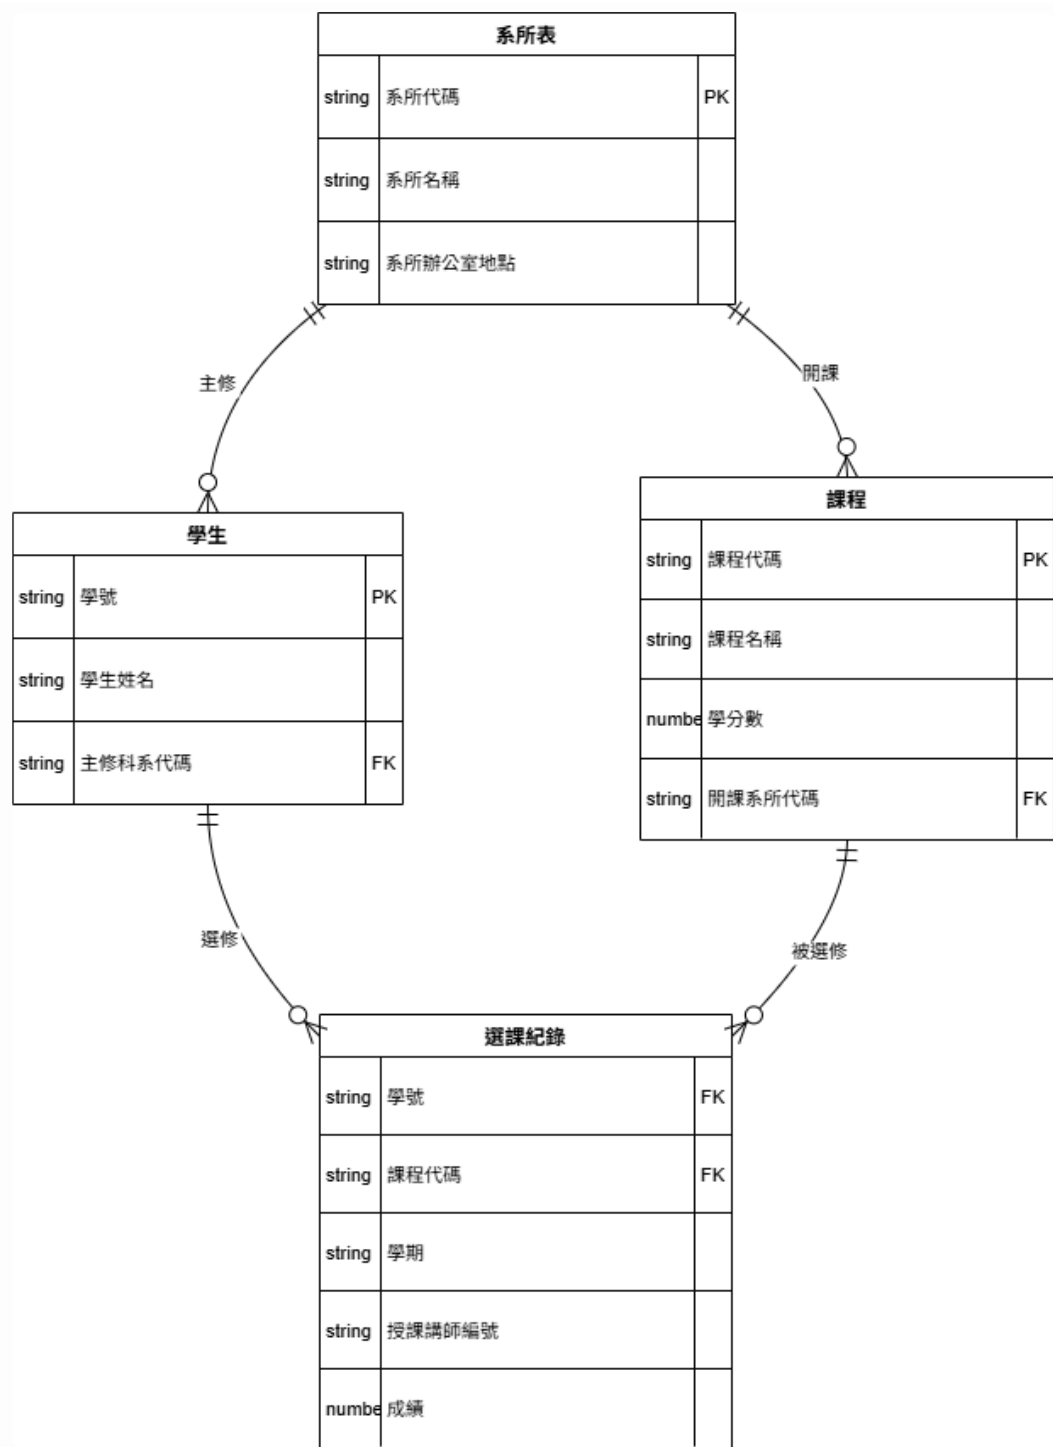 系所表
string 系所代碼 PK
string 系所名稱
string 系所辦公室地點
主修
開課
學生
string 學號 PK
string 學生姓名
string 主修科系代碼 FK
課程
string 課程代碼 PK
string 課程名稱
numbe 學分數
string 開課系所代碼 FK
選修
被選修
選課紀錄
string 學號 FK
string 課程代碼 FK
string 學期
string 授課講師編號
numbe 成績